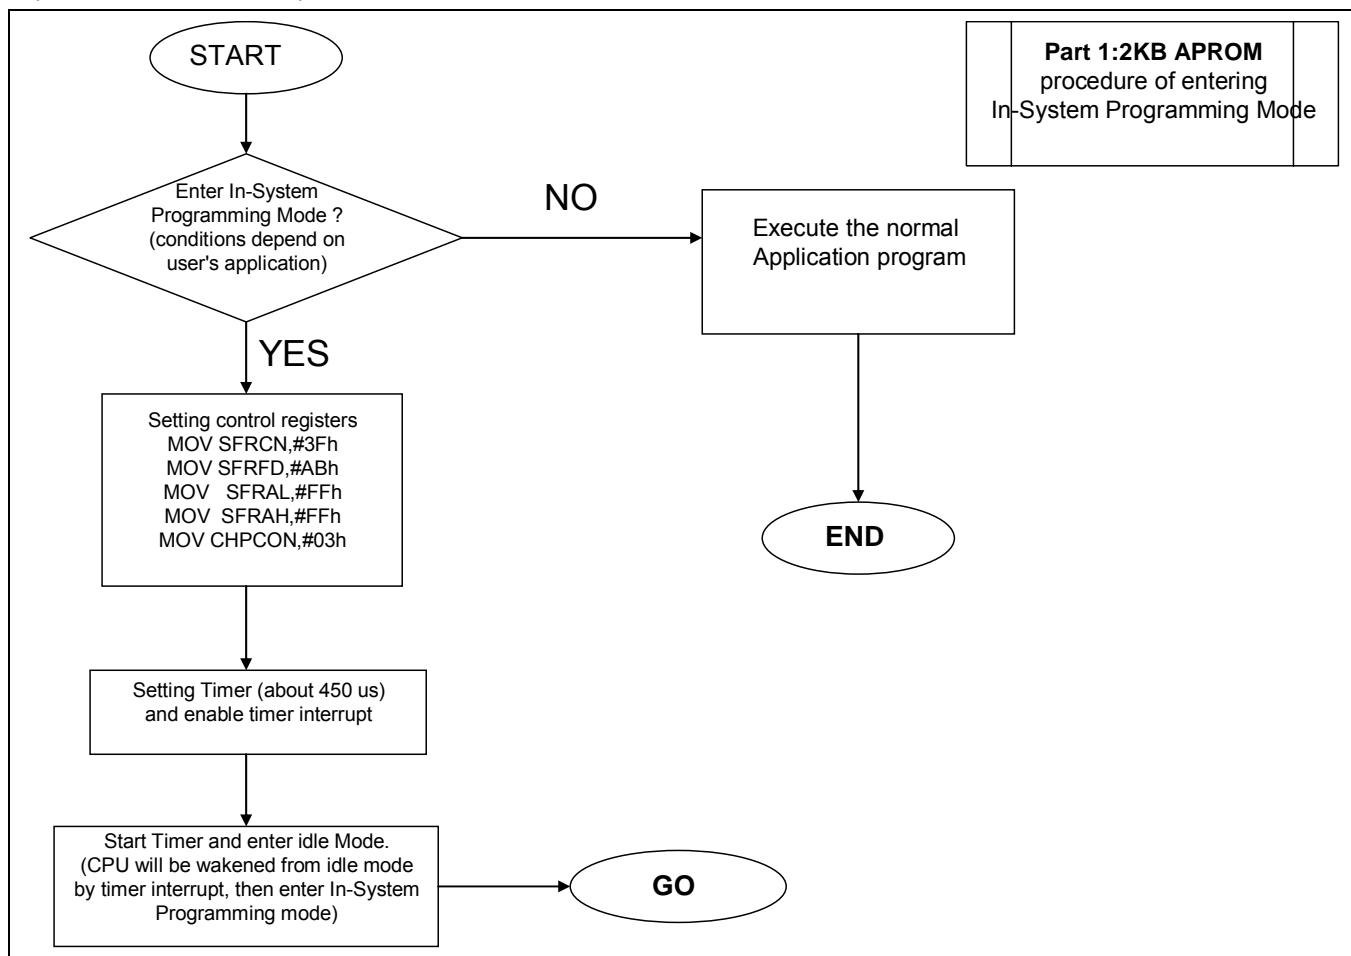 START
Part 1:2KB APROM
procedure of entering
In-System Programming Mode
Enter In-System
Programming Mode ?
(conditions depend on
user's application)
NO
Execute the normal
Application program
YES
Setting control registers
MOV SFRCN,#3Fh
MOV SFRFD,#ABh
MOV SFRAL,#FFh
MOV SFRAH,#FFh
MOV CHPCON,#03h
END
Setting Timer (about 450 us)
and enable timer interrupt
Start Timer and enter idle Mode.
(CPU will be wakened from idle mode
by timer interrupt, then enter In-System
Programming mode)
GO